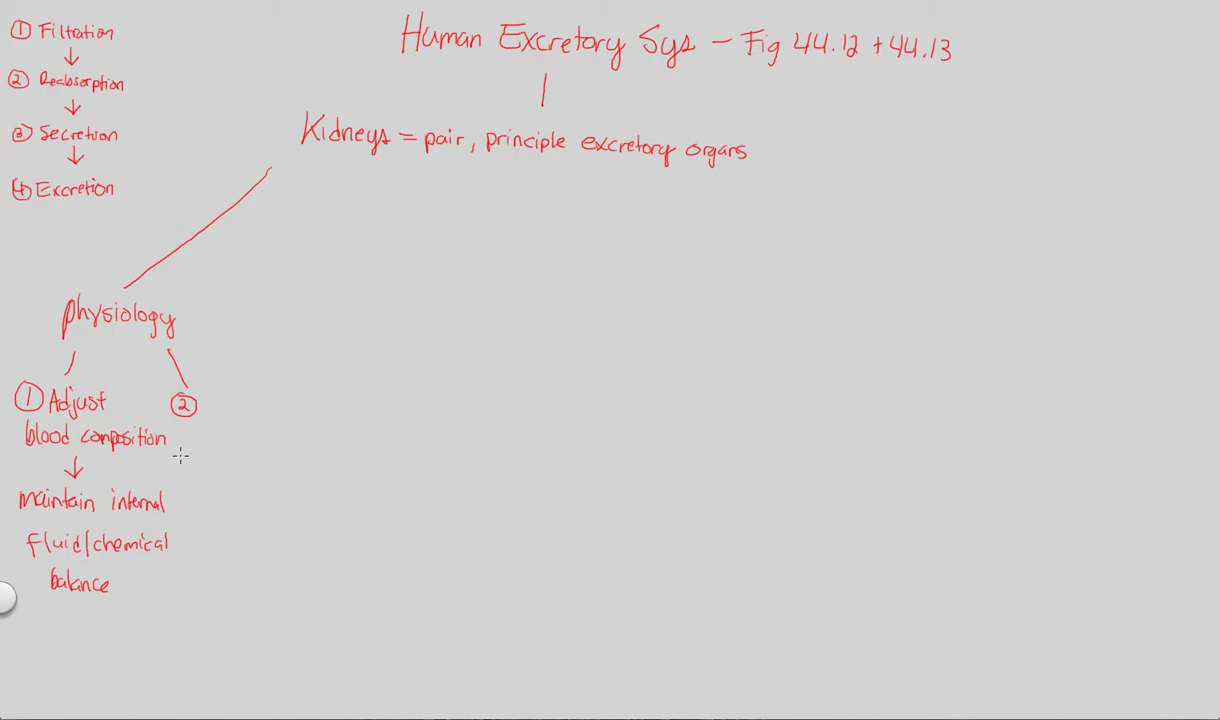 ① Filtration
↓
② Reabsorption
↓
③ Secretion
↓
④ Excretion
Human Excretory Sys – Fig 44.12 + 44.13
Kidneys = pair, principle excretory organs
physiology
① Adjust
blood composition
↓
maintain internal
fluid/chemical
balance
②